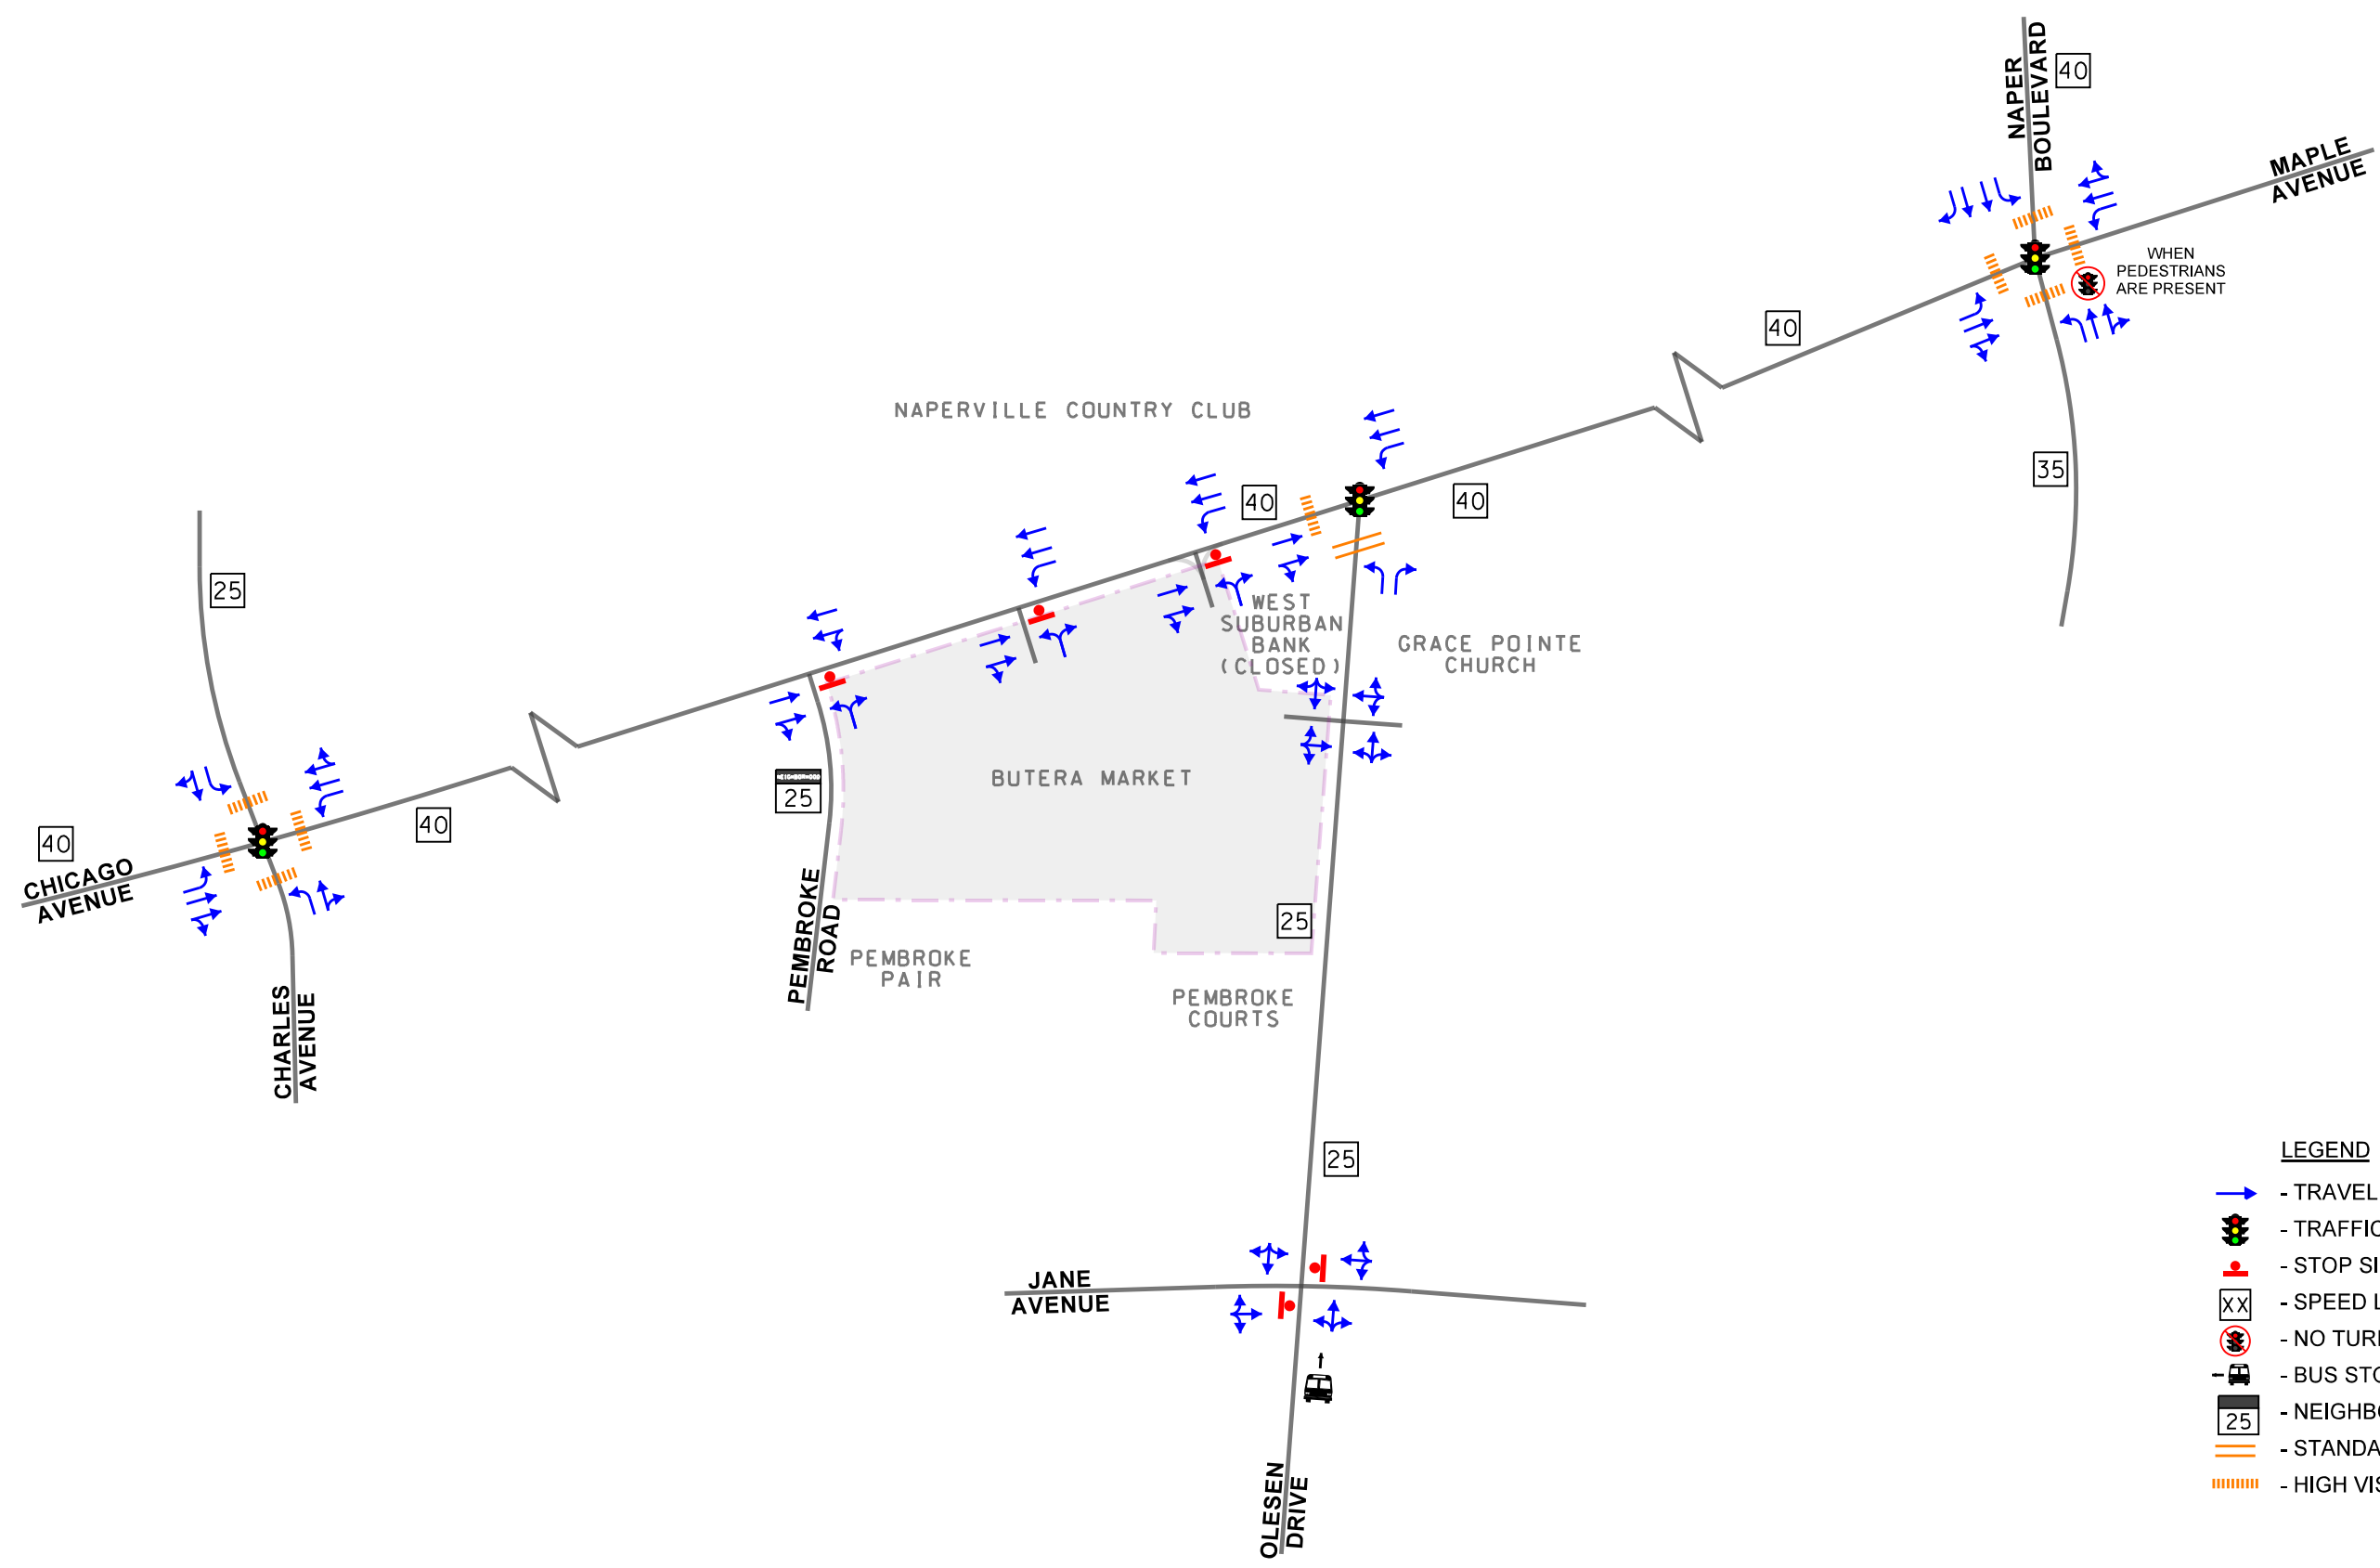 NAPER
BOULEVARD
40
MAPLE
AVENUE
WHEN
PEDESTRIANS
ARE PRESENT
40
35
NAPERVILLE COUNTRY CLUB
40
40
25
WEST
SUBURBAN
BANK
(CLOSED)
GRACE POINTE
CHURCH
BUTERA MARKET
NEIGHBORHOOD
25
40
40
CHICAGO
AVENUE
25
PEMBROKE
ROAD
PEMBROKE
PAIR
PEMBROKE
COURTS
CHARLES
AVENUE
25
JANE
AVENUE
OLESEN
DRIVE
LEGEND
- TRAVEL
- TRAFFIC
- STOP SI
XX - SPEED L
- NO TUR
- BUS STO
25 - NEIGHBO
- STANDA
- HIGH VIS